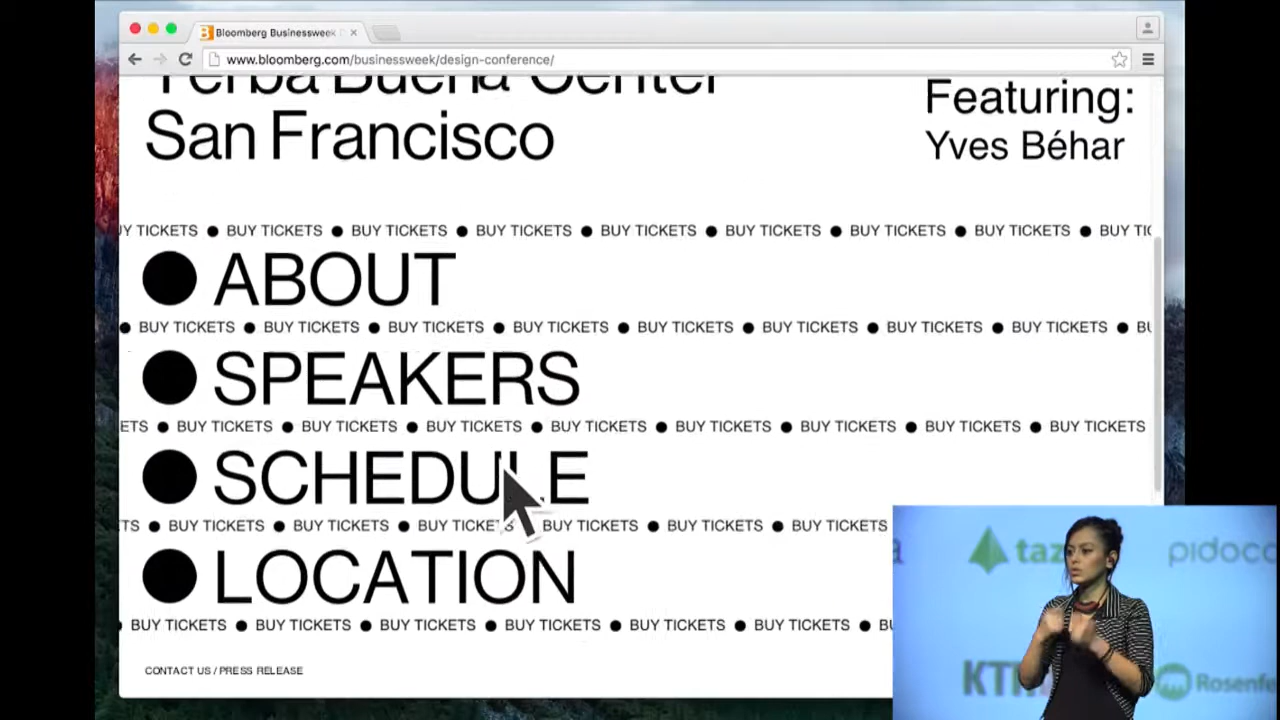 Bloomberg Businessweek
www.bloomberg.com/businessweek/design-conference/
Yerba Buena Center
San Francisco
Featuring:
Yves Béhar
BUY TICKETS ● BUY TICKETS ● BUY TICKETS ● BUY TICKETS ● BUY TICKETS ● BUY TICKETS ● BUY TICKETS ●
● ABOUT
● BUY TICKETS ● BUY TICKETS ● BUY TICKETS ● BUY TICKETS ● BUY TICKETS ● BUY TICKETS ● BUY TICKETS ● BUY TICKETS ●
● SPEAKERS
● BUY TICKETS ● BUY TICKETS ● BUY TICKETS ● BUY TICKETS ● BUY TICKETS ● BUY TICKETS ● BUY TICKETS ● BUY TICKETS
● SCHEDULE
● BUY TICKETS ● BUY TICKETS ● BUY TICKETS ● BUY TICKETS ● BUY TICKETS ● BUY TICKETS
● LOCATION
● BUY TICKETS ● BUY TICKETS ● BUY TICKETS ● BUY TICKETS ● BUY TICKETS ● BUY TICKETS ●
CONTACT US / PRESS RELEASE